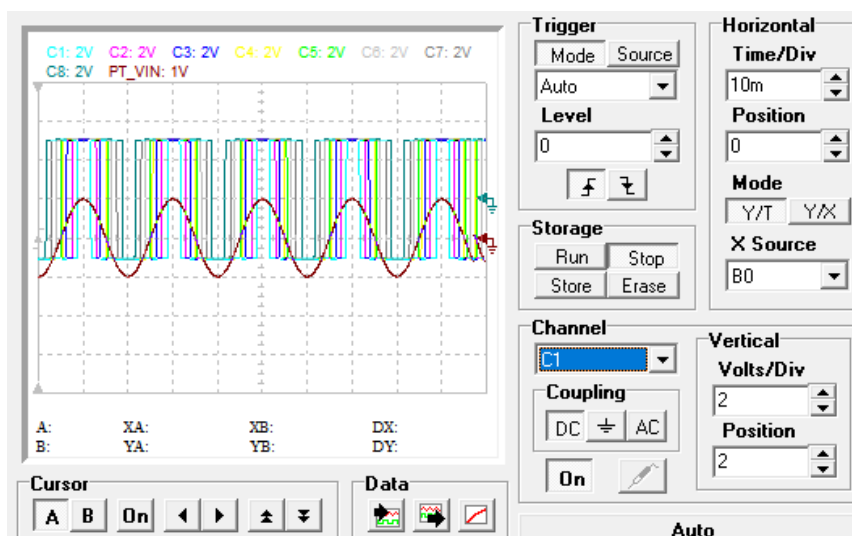 C1: 2V C2: 2V C3: 2V C4: 2V C5: 2V C6: 2V C7: 2V
C8: 2V PT_VIN: 1V
A: XA: XB: DX:
B: YA: YB: DY:
Cursor
A B On
Data
Trigger
Mode Source
Auto
Level
0
Storage
Run Stop
Store Erase
Horizontal
Time/Div
10m
Position
0
Mode
Y/T Y/X
X Source
B0
Channel
C1
Coupling
DC AC
On
Vertical
Volts/Div
2
Position
2
Auto